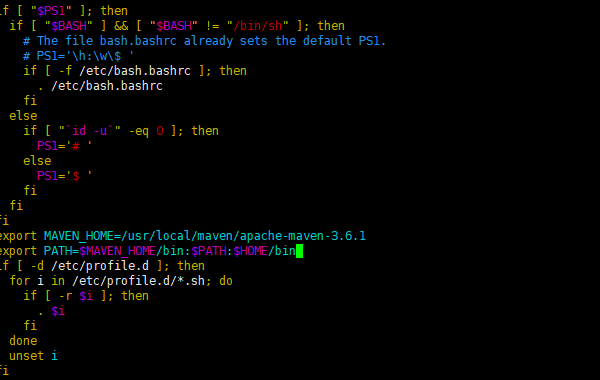 if [ "$PS1" ]; then
  if [ "$BASH" ] && [ "$BASH" != "/bin/sh" ]; then
    # The file bash.bashrc already sets the default PS1.
    # PS1='\h:\w\$ '
    if [ -f /etc/bash.bashrc ]; then
      . /etc/bash.bashrc
    fi
  else
    if [ "`id -u`" -eq 0 ]; then
      PS1='# '
    else
      PS1='$ '
    fi
  fi
fi
export MAVEN_HOME=/usr/local/maven/apache-maven-3.6.1
export PATH=$MAVEN_HOME/bin:$PATH:$HOME/bin
if [ -d /etc/profile.d ]; then
  for i in /etc/profile.d/*.sh; do
    if [ -r $i ]; then
      . $i
    fi
  done
  unset i
fi